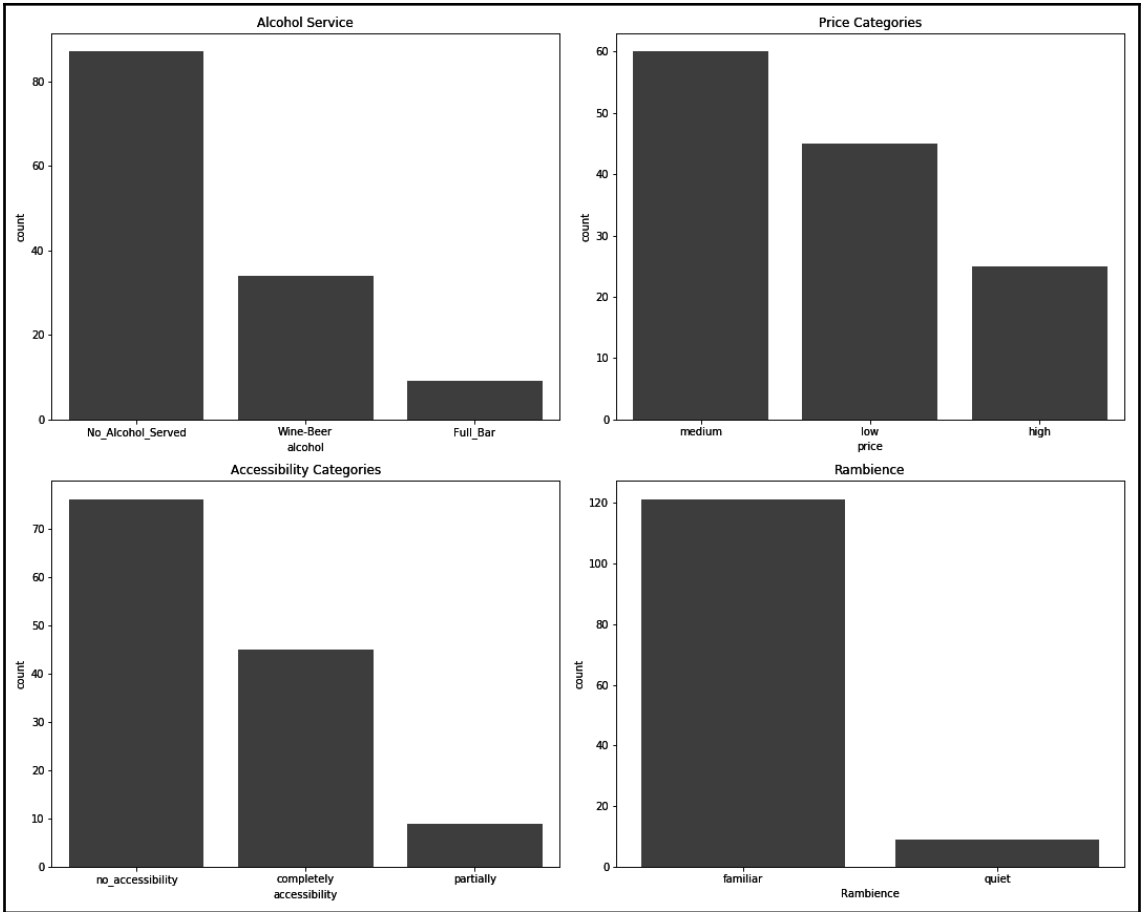 Alcohol Service
80
60
40
20
0
count
No_Alcohol_Served Wine-Beer Full_Bar
alcohol
Price Categories
60
50
40
30
20
10
0
count
medium low high
price
Accessibility Categories
70
60
50
40
30
20
10
0
count
no_accessibility completely partially
accessibility
Rambience
120
100
80
60
40
20
0
count
familiar quiet
Rambience